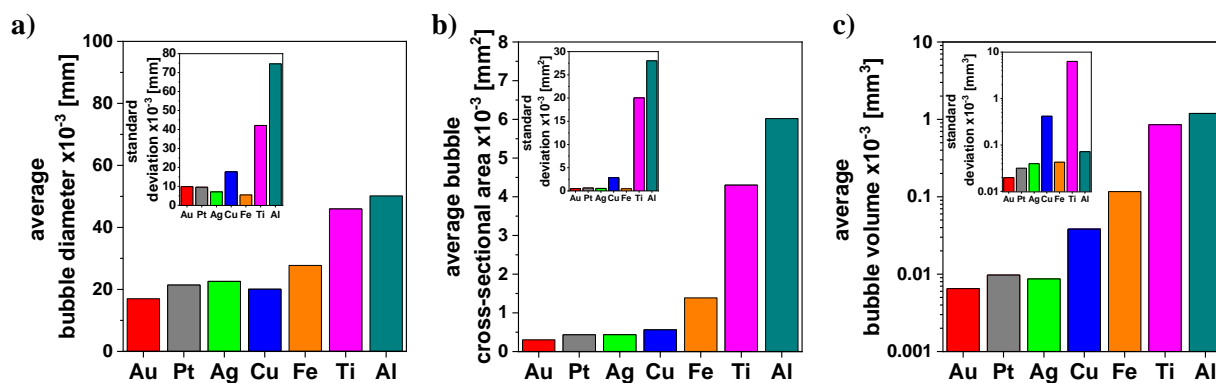 a)
average
bubble diameter x10⁻³ [mm]
100
80
60
40
20
0
Au Pt Ag Cu Fe Ti Al
standard
deviation x10⁻³ [mm]
80
70
60
50
40
30
20
10
0
Au Pt Ag Cu Fe Ti Al
b)
average bubble
cross-sectional area x10⁻³ [mm²]
8
7
6
5
4
3
2
1
0
Au Pt Ag Cu Fe Ti Al
standard
deviation x10⁻³ [mm²]
30
25
20
15
10
5
0
Au Pt Ag Cu Fe Ti Al
c)
average
bubble volume x10⁻³ [mm³]
10
1
0.1
0.01
0.001
Au Pt Ag Cu Fe Ti Al
standard
deviation x10⁻³ [mm³]
10
1
0.1
0.01
Au Pt Ag Cu Fe Ti Al